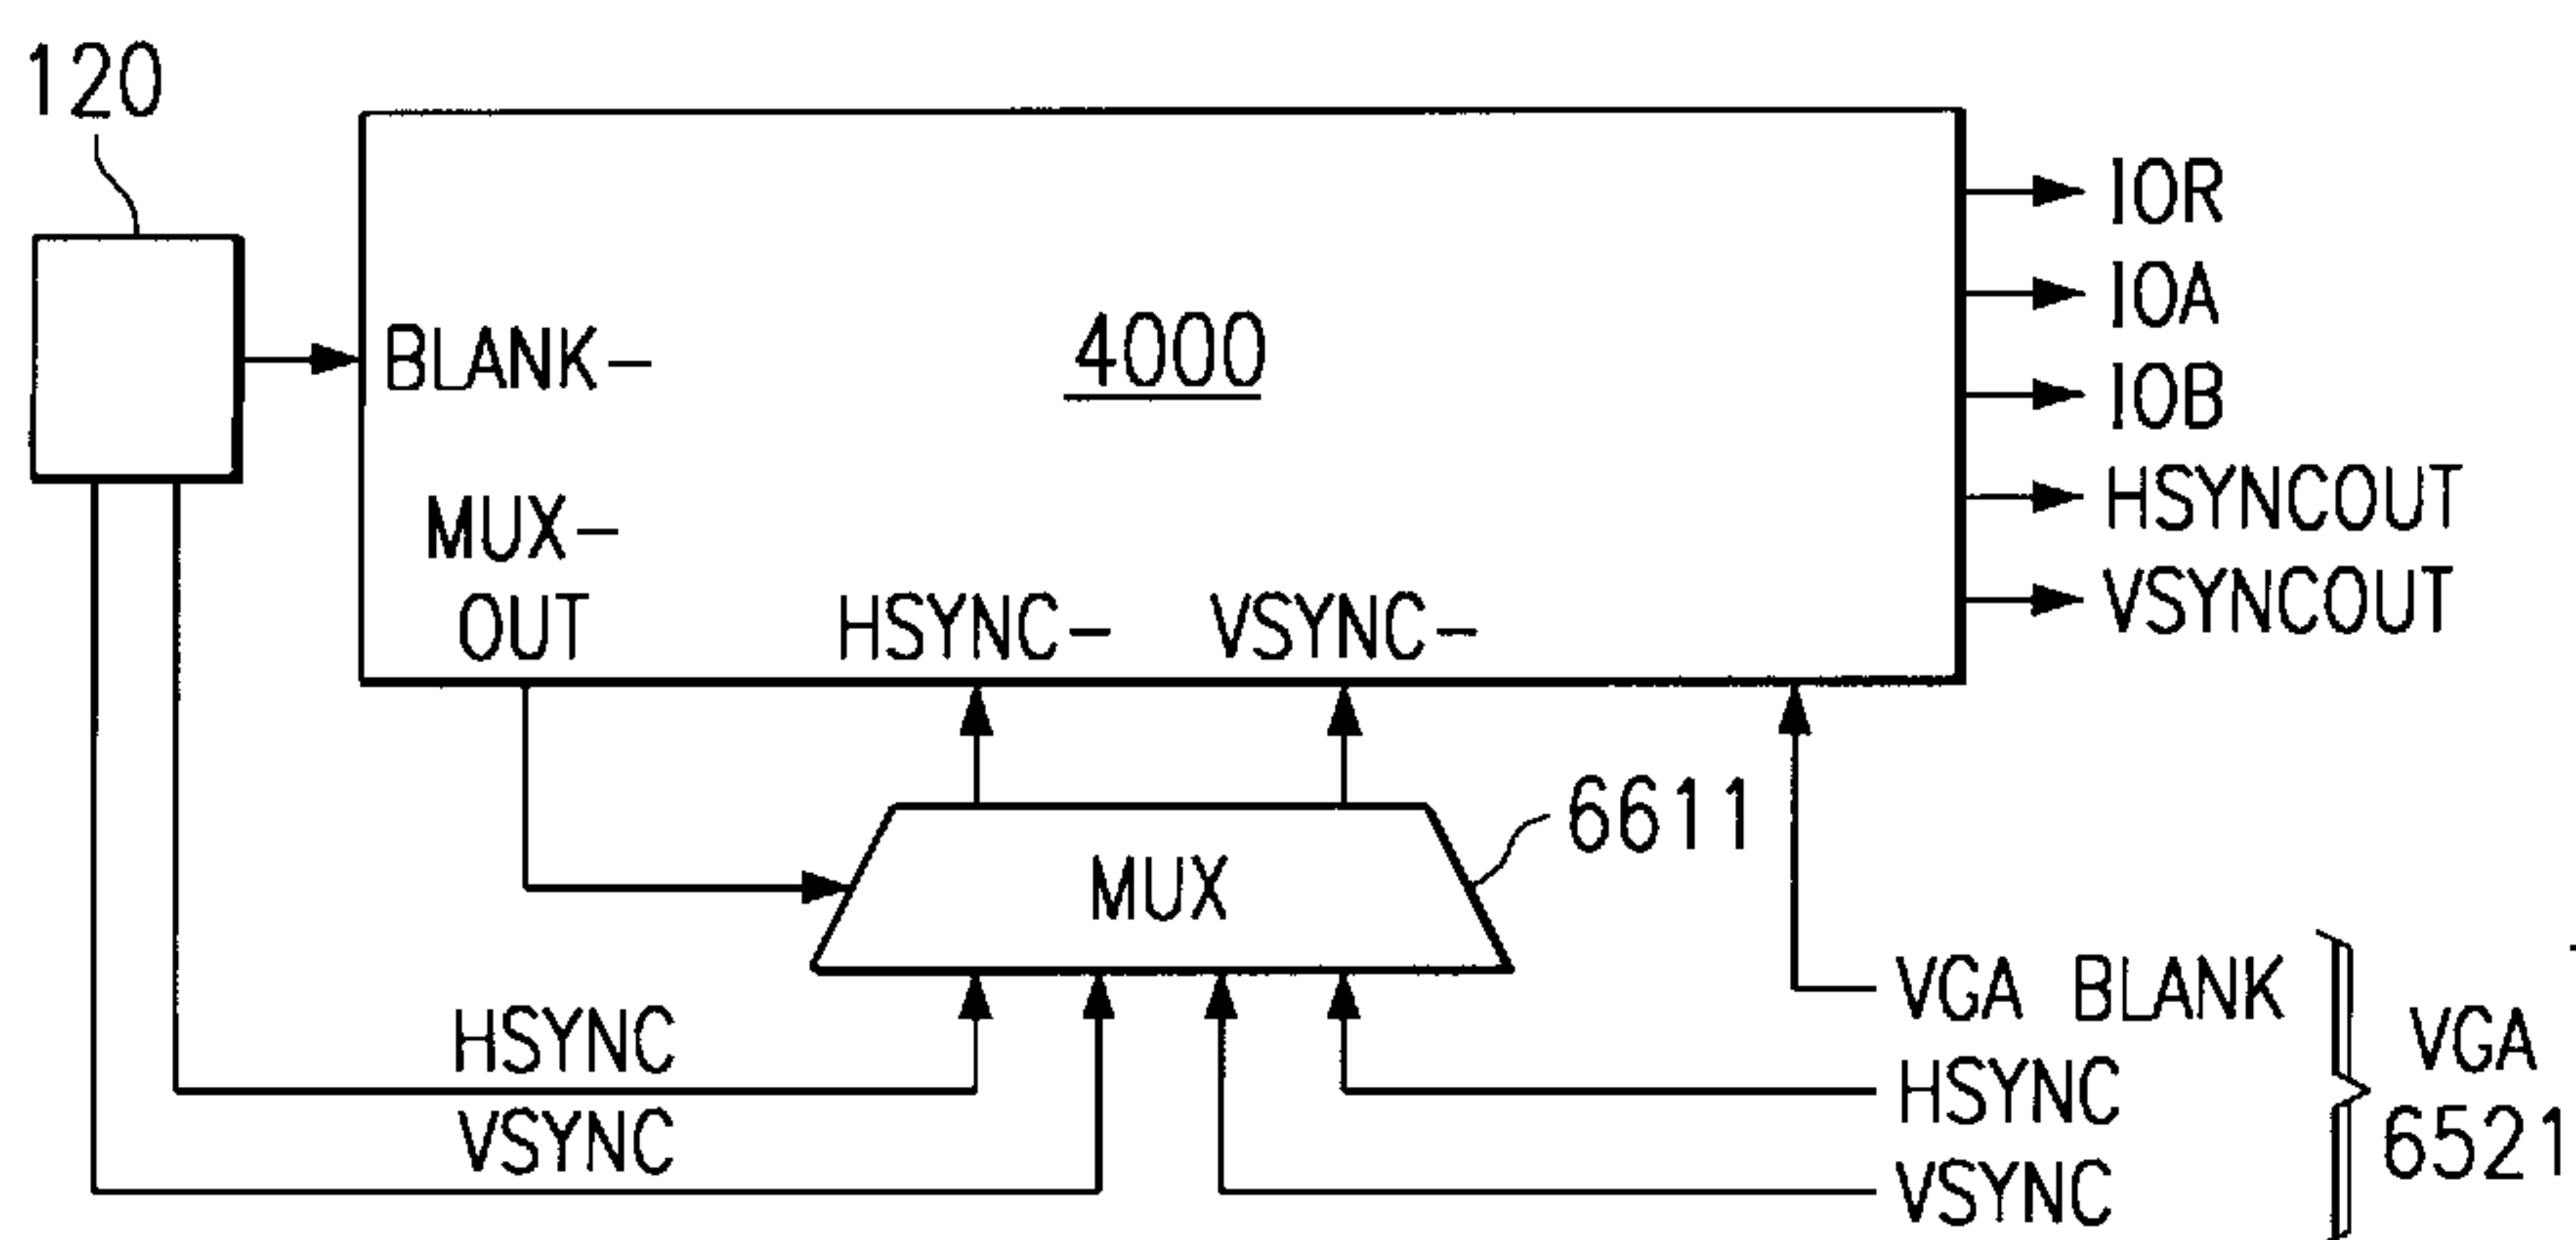 120
IOR
IOA
BLANK-
4000
IOB
MUX-
OUT
HSYNC-
VSYNC-
HSYNCOUT
VSYNCOUT
6611
MUX
VGA BLANK
HSYNC
VSYNC
HSYNC
VSYNC
VGA
6521